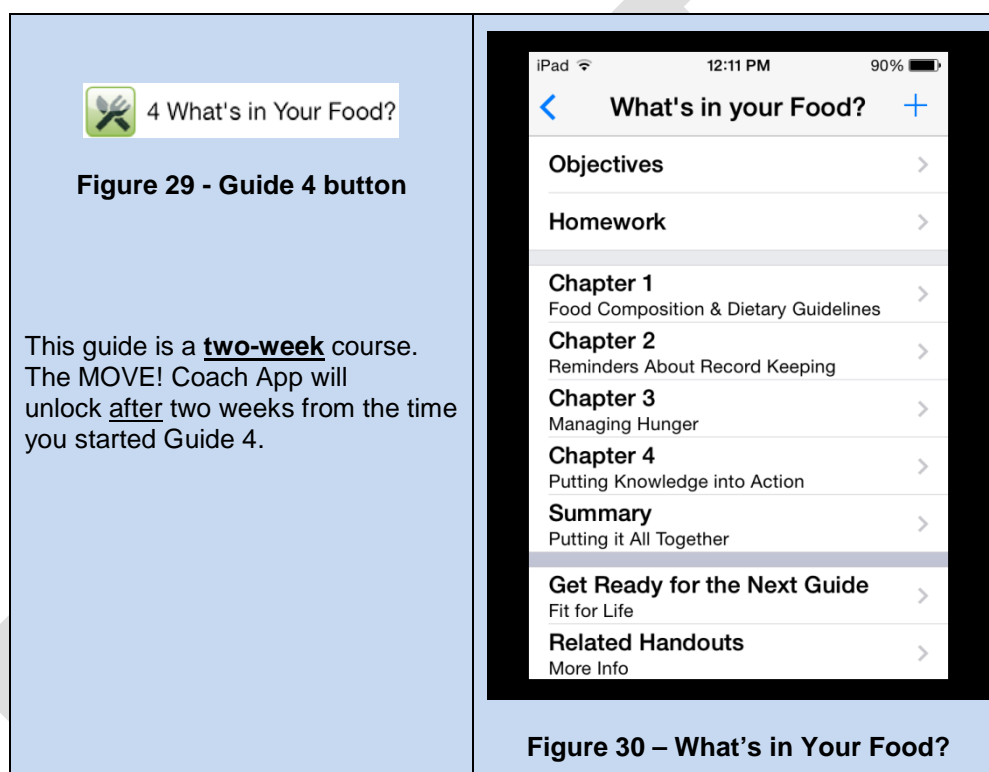 4 What's in Your Food?
Figure 29 - Guide 4 button
This guide is a two-week course.
The MOVE! Coach App will
unlock after two weeks from the time
you started Guide 4.
iPad 12:11 PM 90%
What's in your Food? +
Objectives
Homework
Chapter 1
Food Composition & Dietary Guidelines
Chapter 2
Reminders About Record Keeping
Chapter 3
Managing Hunger
Chapter 4
Putting Knowledge into Action
Summary
Putting it All Together
Get Ready for the Next Guide
Fit for Life
Related Handouts
More Info
Figure 30 – What’s in Your Food?